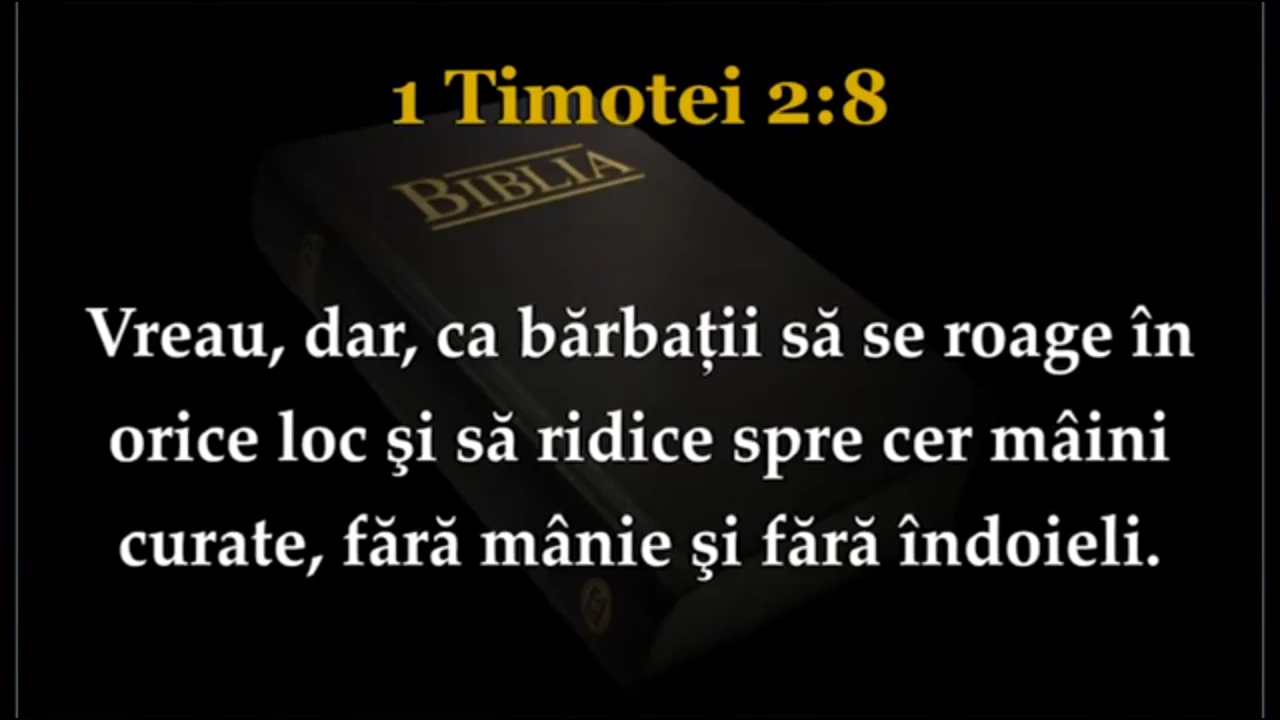 1 Timotei 2:8
BIBLIA
Vreau, dar, ca bărbaţii să se roage în
orice loc şi să ridice spre cer mâini
curate, fără mânie şi fără îndoieli.